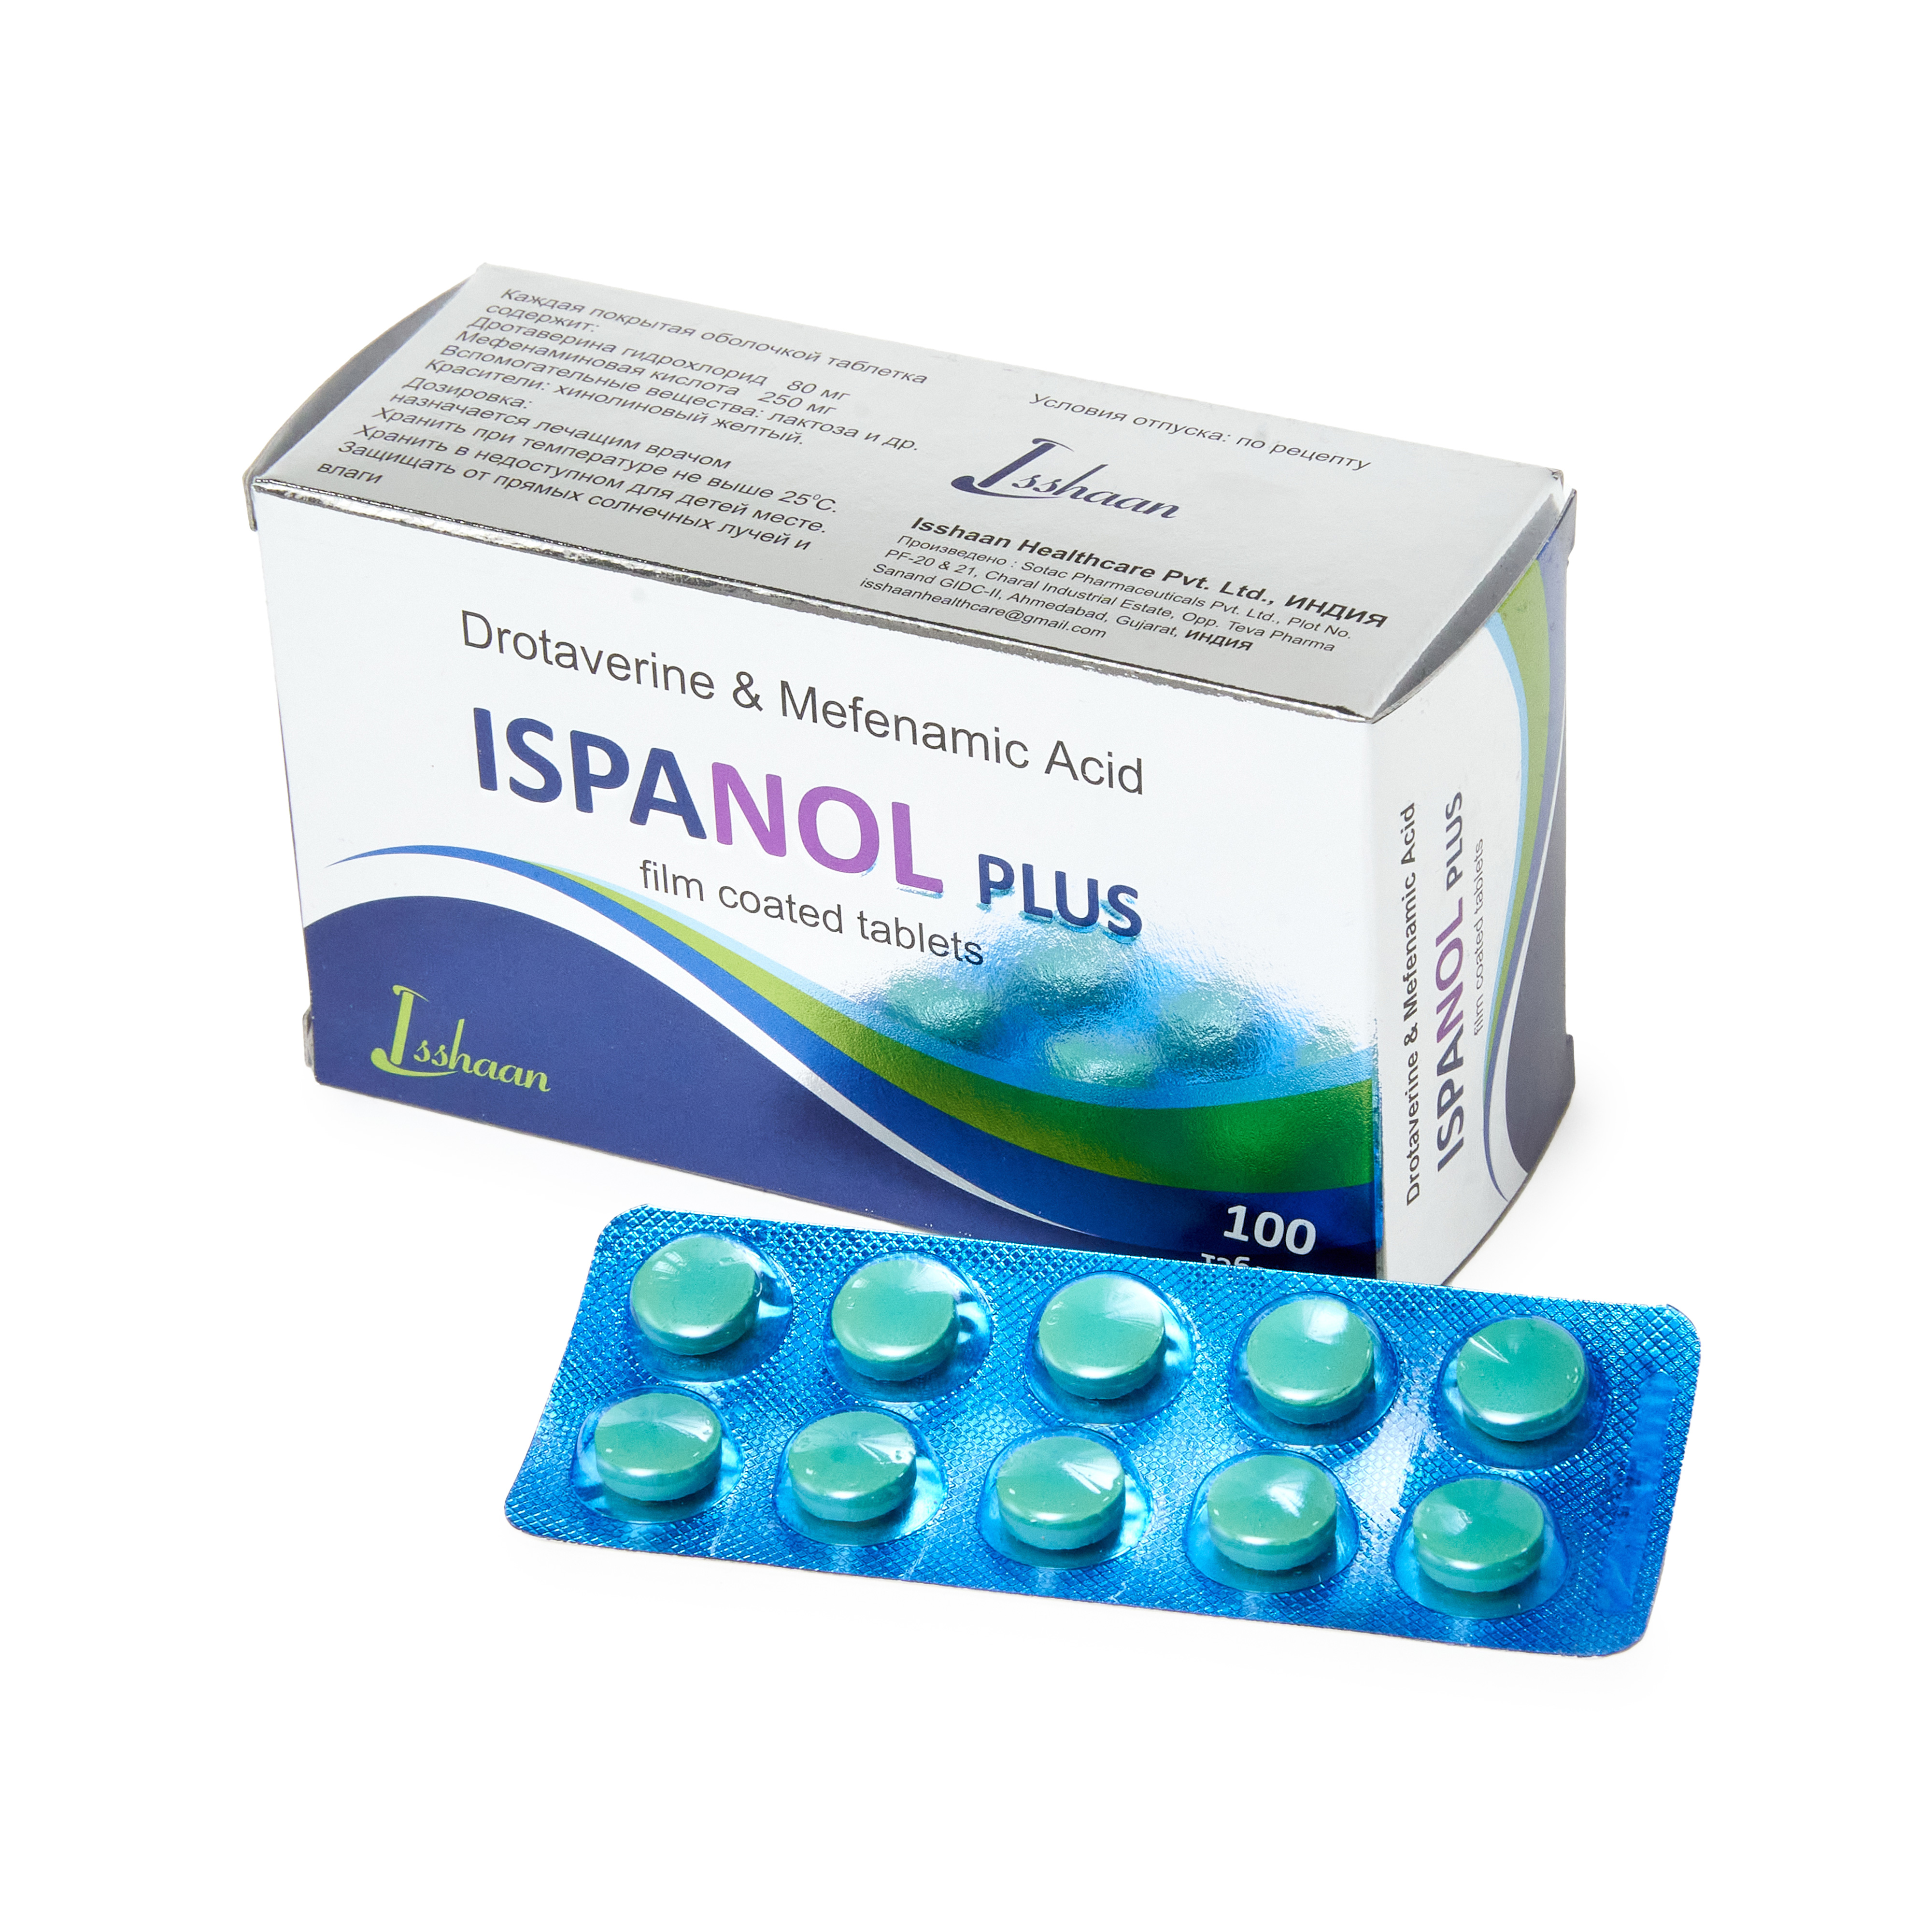 Каждая покрытая оболочкой таблетка
содержит:
Дротаверина гидрохлорид 80 мг
Мефенаминовая кислота 250 мг
Вспомогательные вещества: лактоза и др.
Красители: хинолиновый желтый.
Дозировка:
назначается лечащим врачом
Хранить при температуре не выше 25°С.
Хранить в недоступном для детей месте.
Защищать от прямых солнечных лучей и
влаги
Условия отпуска: по рецепту
Isshaan
Isshaan Healthcare Pvt. Ltd., ИНДИЯ
Произведено : Sotac Pharmaceuticals Pvt. Ltd., Plot No.
PF-20 & 21, Charal Industrial Estate, Opp. Teva Pharma
Sanand GIDC-II, Ahmedabad, Gujarat, ИНДИЯ
isshaanhealthcare@gmail.com
Drotaverine & Mefenamic Acid
ISPANOL PLUS
film coated tablets
Isshaan
100
Drotaverine & Mefenamic Acid
ISPANOL PLUS
film coated tablets